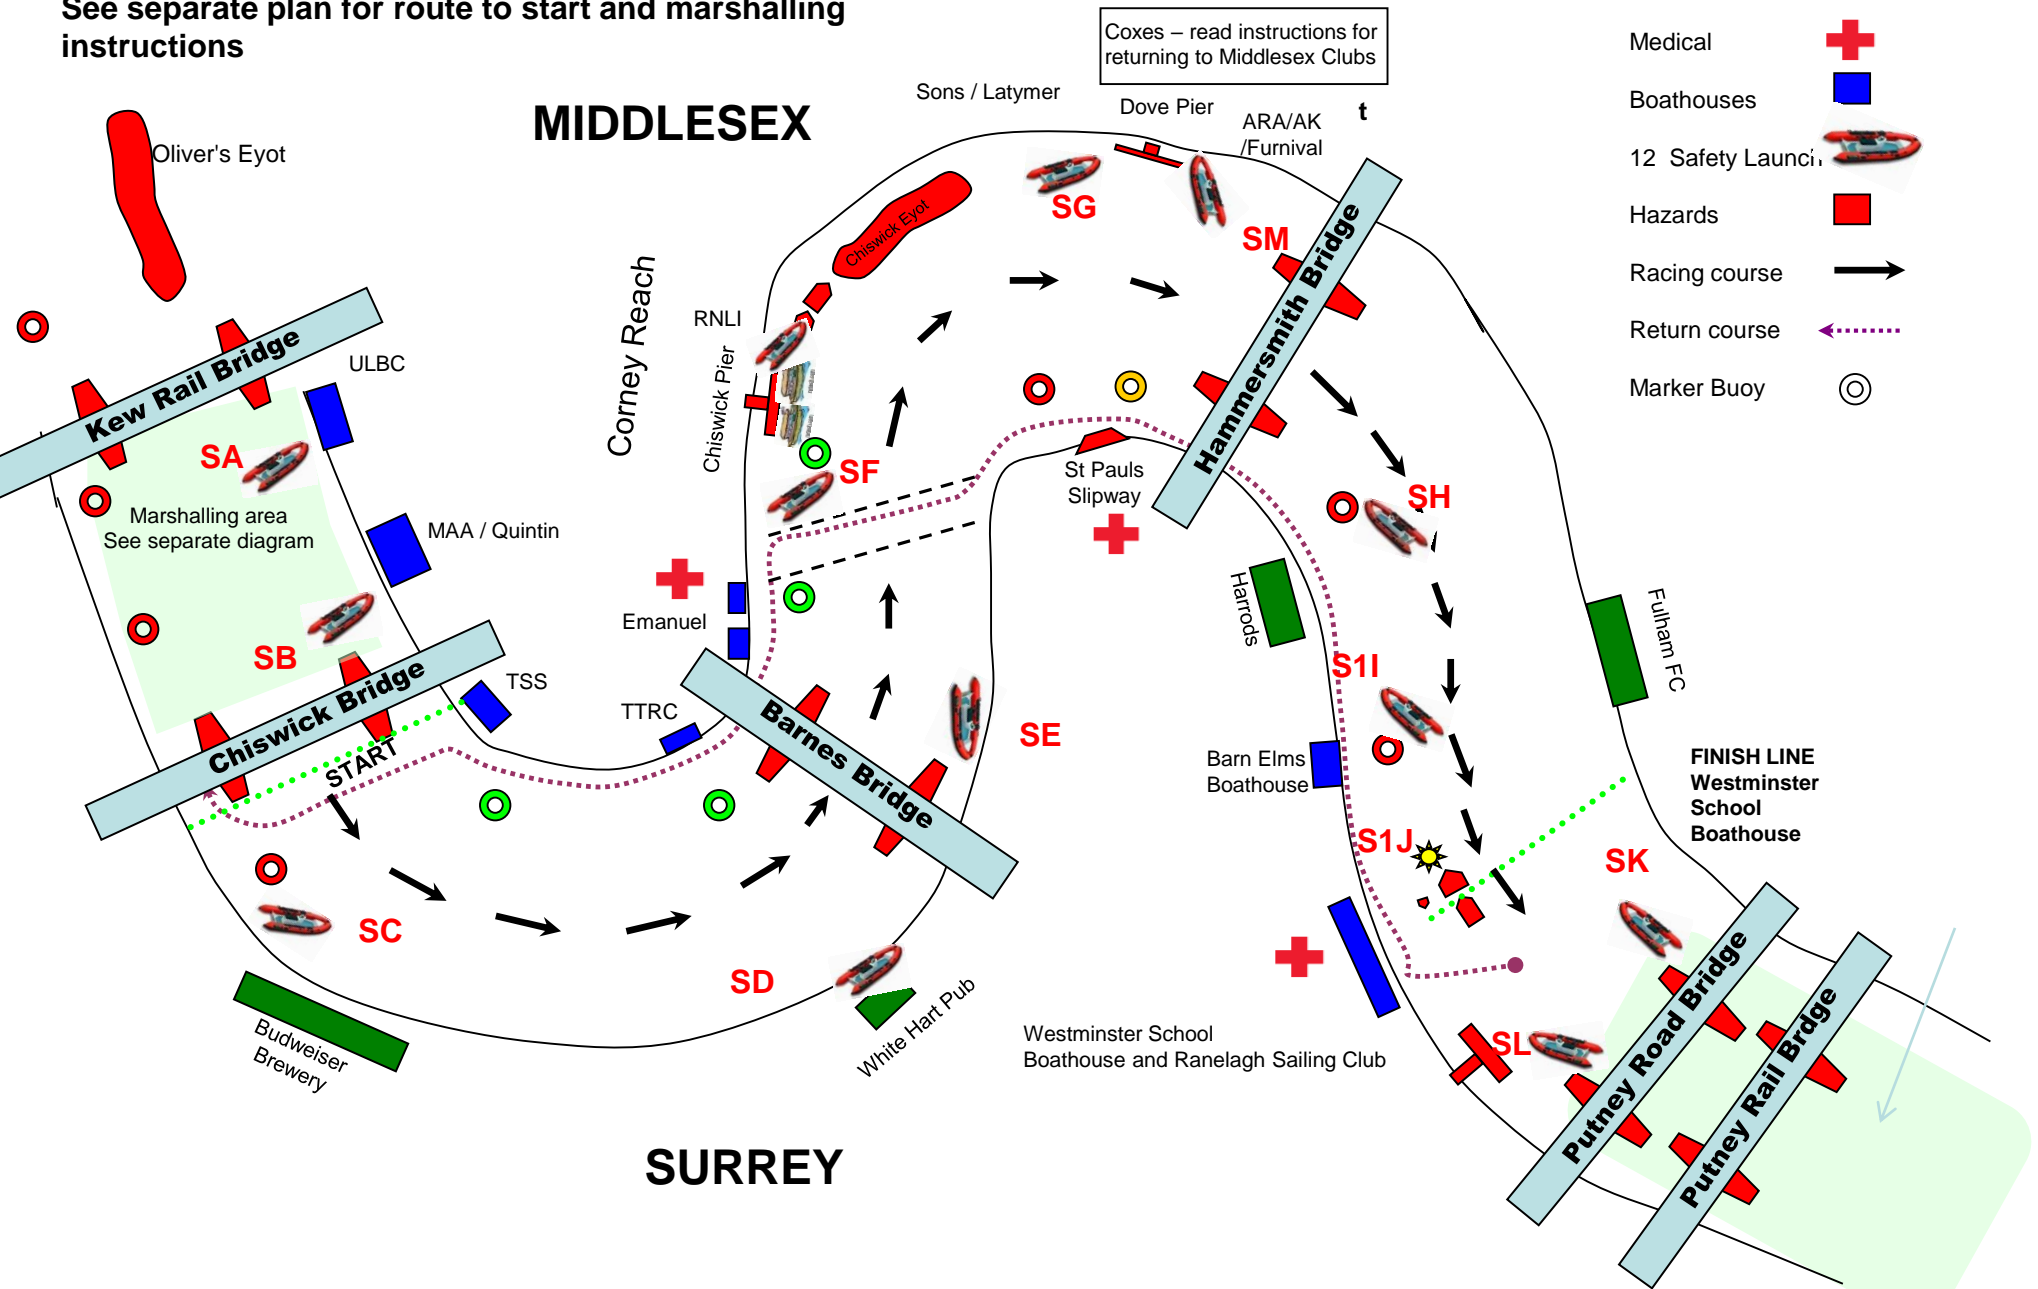 See separate plan for route to start and marshalling
instructions
Coxes – read instructions for
returning to Middlesex Clubs
MIDDLESEX
Sons / Latymer
Dove Pier
ARA/AK
/Furnival
t
Medical
Boathouses
12 Safety Launch
Hazards
Racing course
Return course
Marker Buoy
Oliver's Eyot
Kew Rail Bridge
ULBC
SA
Marshalling area
See separate diagram
MAA / Quintin
SB
Chiswick Bridge
TSS
START
SC
Budweiser
Brewery
SD
White Hart Pub
TTRC
Barnes Bridge
SE
Emanuel
SF
Corney Reach
RNLI
Chiswick Pier
Chiswick Eyot
SG
SM
Hammersmith Bridge
St Pauls
Slipway
SH
Harrods
S1I
Fulham FC
Barn Elms
Boathouse
S1J
FINISH LINE
Westminster
School
Boathouse
SK
Westminster School
Boathouse and Ranelagh Sailing Club
SL
Putney Road Bridge
Putney Rail Brdge
SURREY